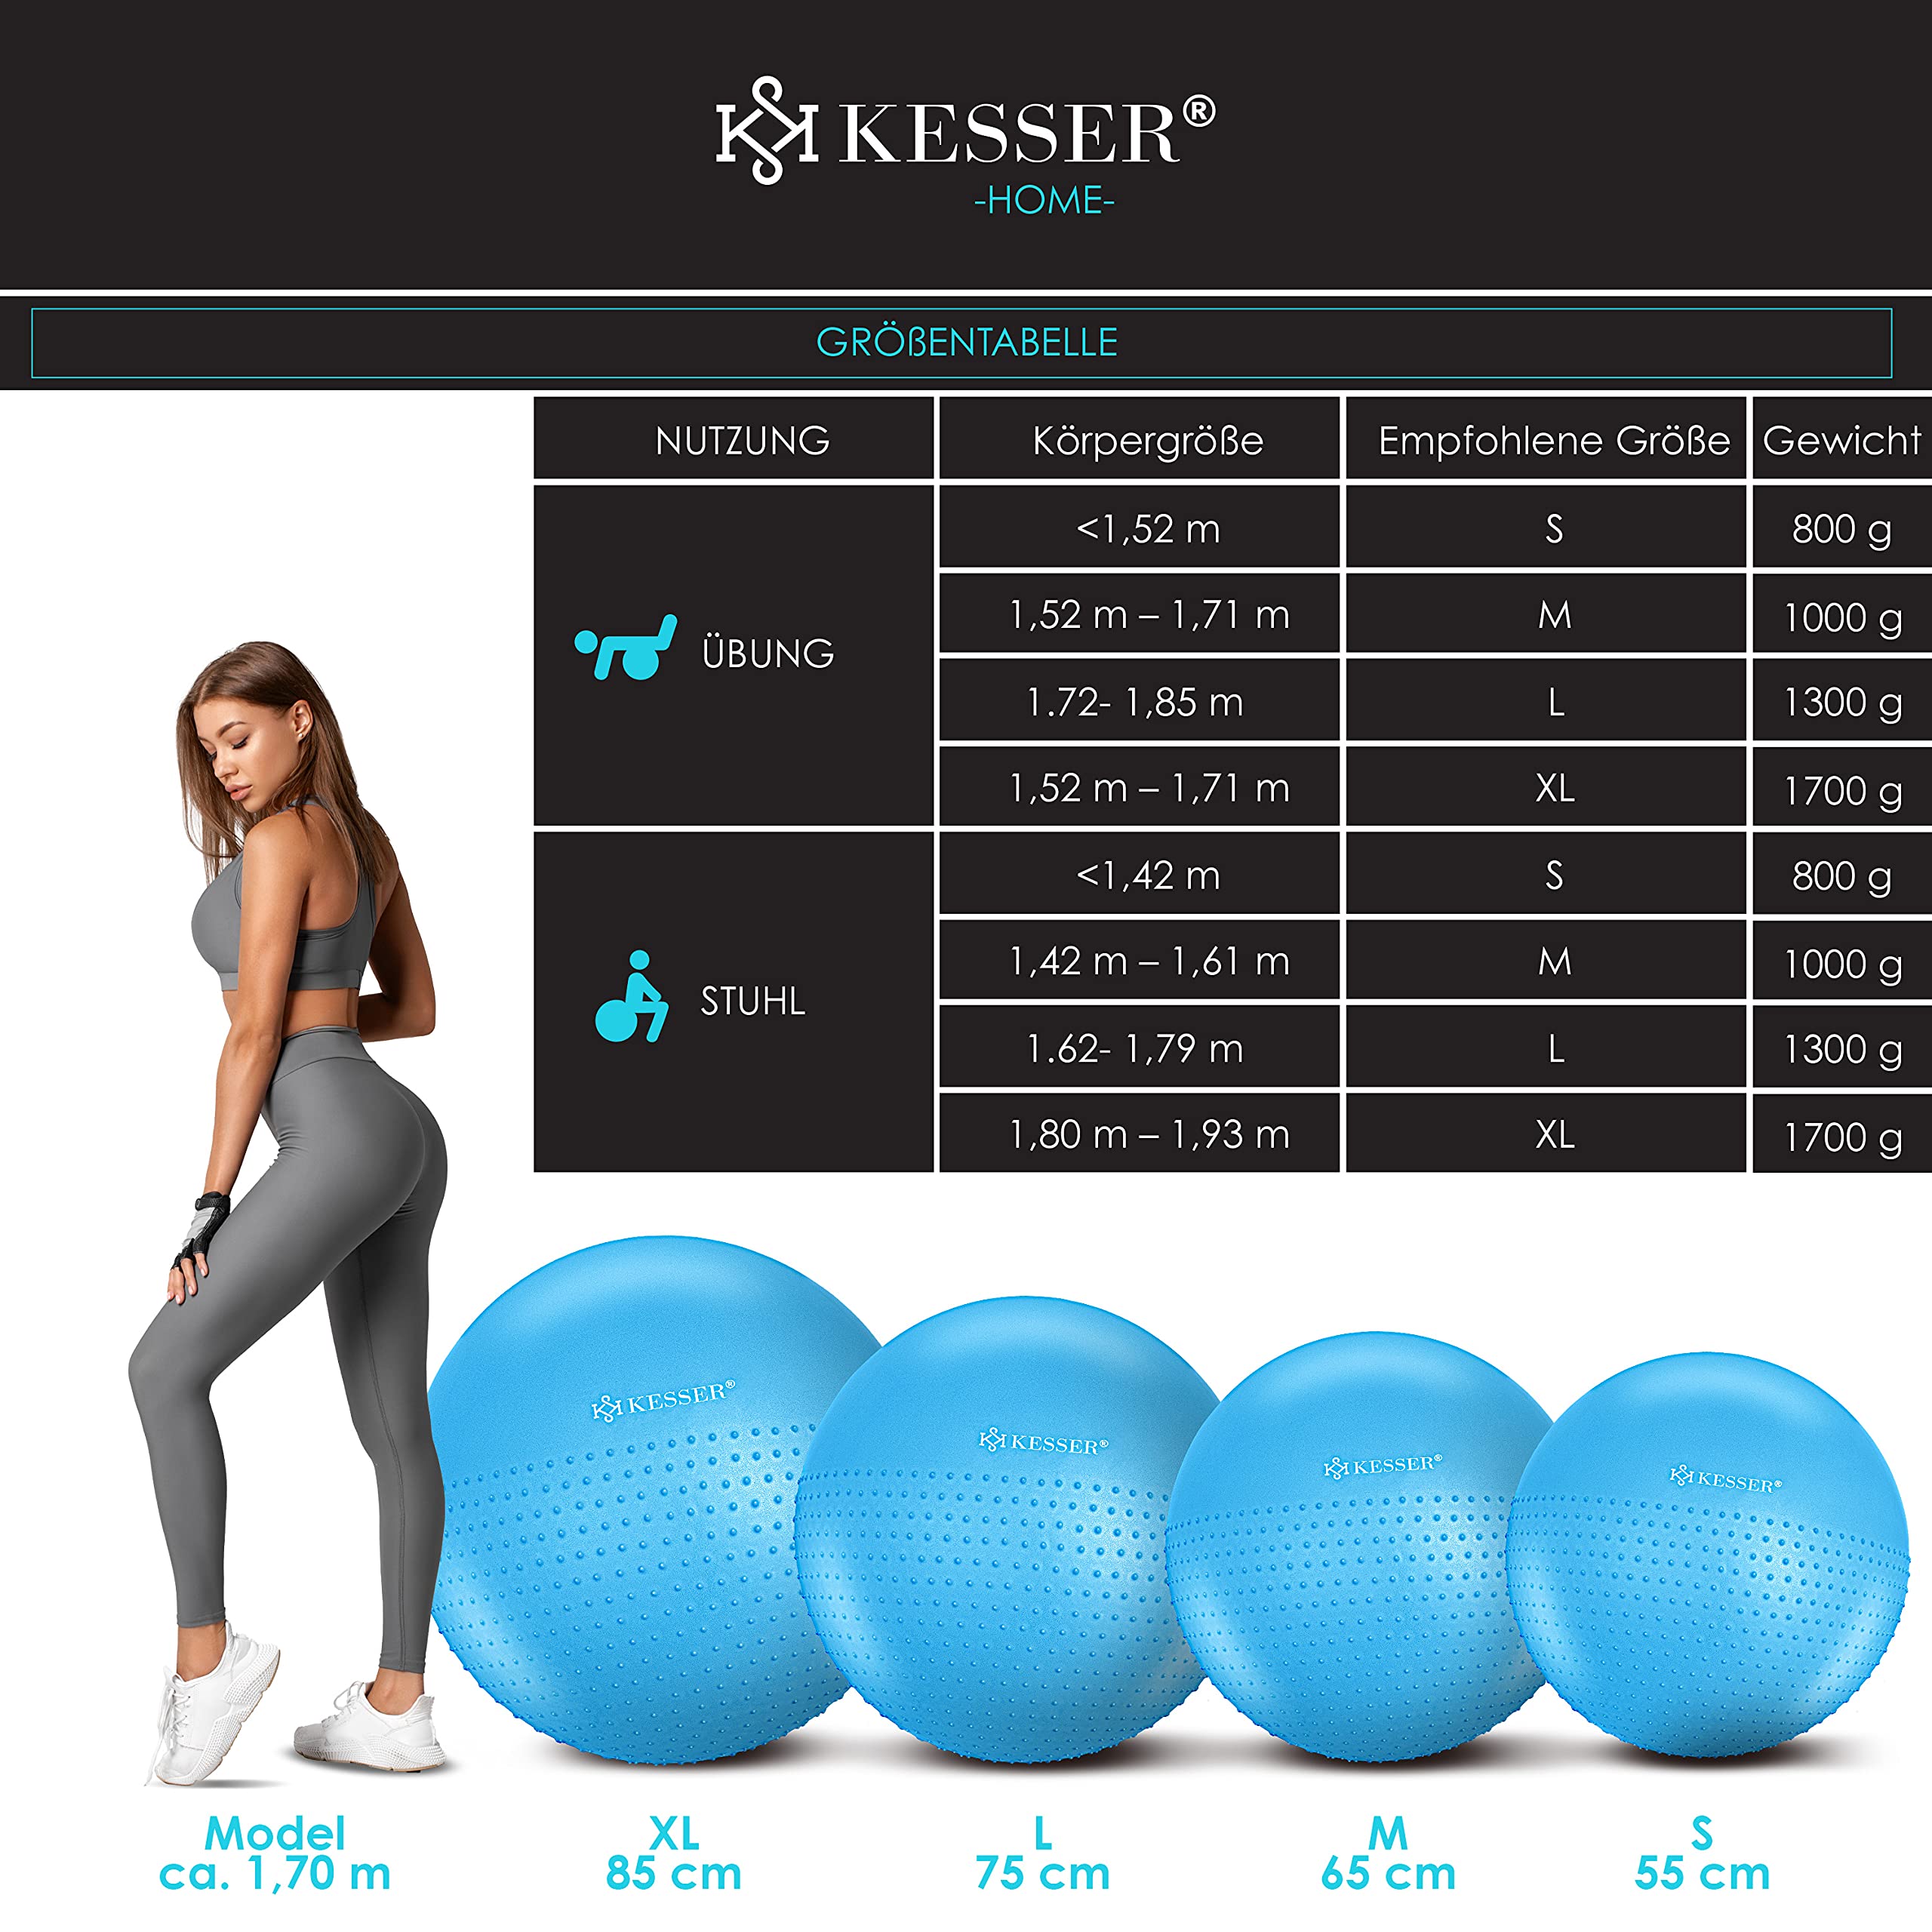 KESSER®
-HOME-
GRÖßENTABELLE
NUTZUNG Körpergröße Empfohlene Größe Gewicht
ÜBUNG
<1,52 m S 800 g
1,52 m – 1,71 m M 1000 g
1.72- 1,85 m L 1300 g
1,52 m – 1,71 m XL 1700 g
STUHL
<1,42 m S 800 g
1,42 m – 1,61 m M 1000 g
1.62- 1,79 m L 1300 g
1,80 m – 1,93 m XL 1700 g
KESSER®
KESSER®
KESSER®
KESSER®
Model
ca. 1,70 m
XL
85 cm
L
75 cm
M
65 cm
S
55 cm